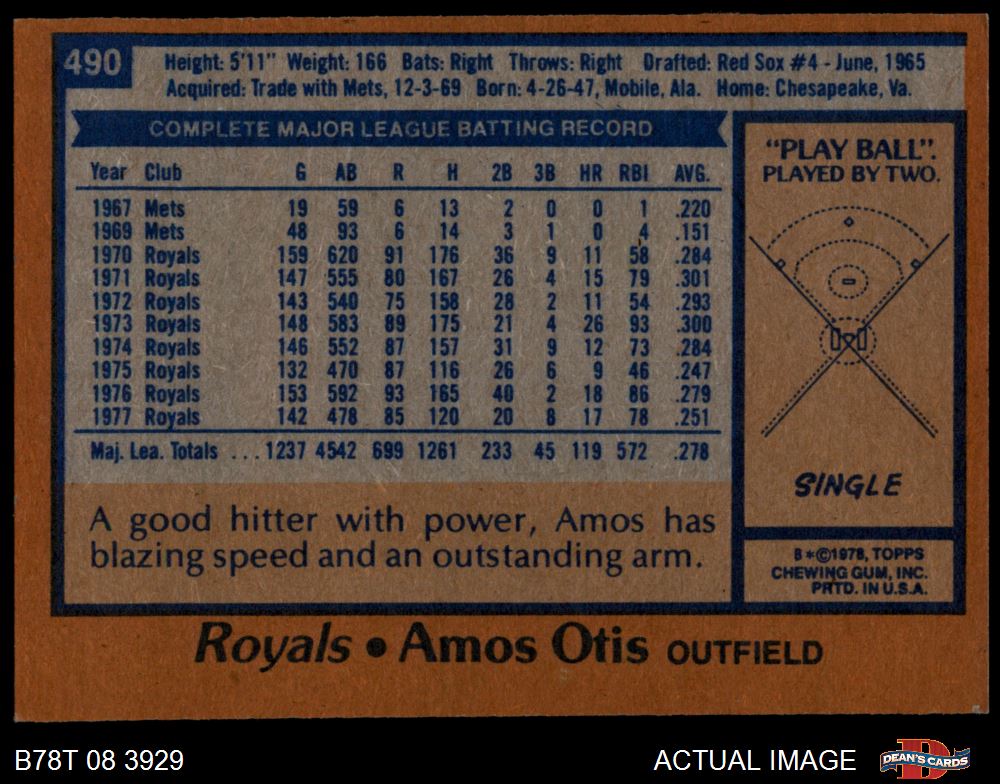 490
Height: 5'11" Weight: 166 Bats: Right Throws: Right Drafted: Red Sox #4 - June, 1965
Acquired: Trade with Mets, 12-3-69 Born: 4-26-47, Mobile, Ala. Home: Chesapeake, Va.
COMPLETE MAJOR LEAGUE BATTING RECORD
Year Club G AB R H 2B 3B HR RBI AVG.
1967 Mets 19 59 6 13 2 0 0 1 .220
1969 Mets 48 93 6 14 3 1 0 4 .151
1970 Royals 159 620 91 176 36 9 11 58 .284
1971 Royals 147 555 80 167 26 4 15 79 .301
1972 Royals 143 540 75 158 28 2 11 54 .293
1973 Royals 148 583 89 175 21 4 26 93 .300
1974 Royals 146 552 87 157 31 9 12 73 .284
1975 Royals 132 470 87 116 26 6 9 46 .247
1976 Royals 153 592 93 165 40 2 18 86 .279
1977 Royals 142 478 85 120 20 8 17 78 .251
Maj. Lea. Totals ... 1237 4542 699 1261 233 45 119 572 .278
A good hitter with power, Amos has
blazing speed and an outstanding arm.
"PLAY BALL".
PLAYED BY TWO.
SINGLE
B*©1978, TOPPS
CHEWING GUM, INC.
PRTD. IN U.S.A.
Royals • Amos Otis OUTFIELD
B78T 08 3929
ACTUAL IMAGE
D
DEAN'S CARDS